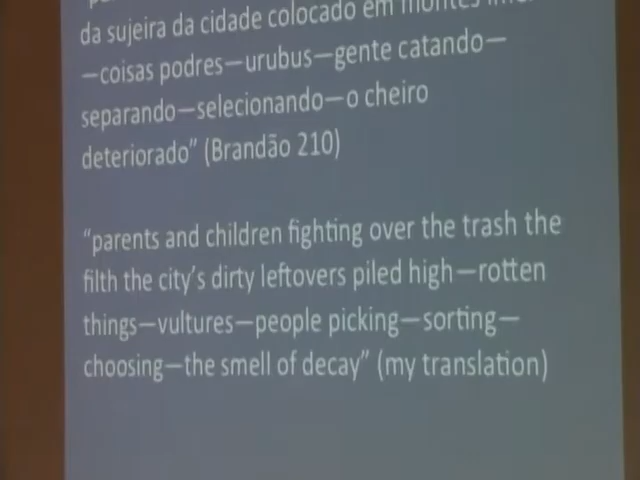 da sujeira da cidade colocado em montes
—coisas podres—urubus—gente catando—
separando—selecionando—o cheiro
deteriorado” (Brandão 210)
“parents and children fighting over the trash the
filth the city’s dirty leftovers piled high—rotten
things—vultures—people picking—sorting—
choosing—the smell of decay” (my translation)